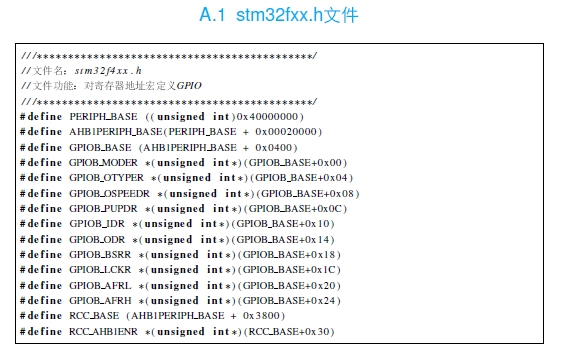 A.1 stm32fxx.h文件
///********************************************/
//文件名：stm32f4xx.h
//文件功能：对寄存器地址宏定义GPIO
///********************************************/
#define PERIPH_BASE ((unsigned int)0x40000000)
#define AHB1PERIPH_BASE(PERIPH_BASE + 0x00020000)
#define GPIOB_BASE (AHB1PERIPH_BASE + 0x0400)
#define GPIOB_MODER *(unsigned int*)(GPIOB_BASE+0x00)
#define GPIOB_OTYPER *(unsigned int*)(GPIOB_BASE+0x04)
#define GPIOB_OSPEEDR *(unsigned int*)(GPIOB_BASE+0x08)
#define GPIOB_PUPDR *(unsigned int*)(GPIOB_BASE+0x0C)
#define GPIOB_IDR *(unsigned int*)(GPIOB_BASE+0x10)
#define GPIOB_ODR *(unsigned int*)(GPIOB_BASE+0x14)
#define GPIOB_BSRR *(unsigned int*)(GPIOB_BASE+0x18)
#define GPIOB_LCKR *(unsigned int*)(GPIOB_BASE+0x1C)
#define GPIOB_AFRL *(unsigned int*)(GPIOB_BASE+0x20)
#define GPIOB_AFRH *(unsigned int*)(GPIOB_BASE+0x24)
#define RCC_BASE (AHB1PERIPH_BASE + 0x3800)
#define RCC_AHB1ENR *(unsigned int*)(RCC_BASE+0x30)